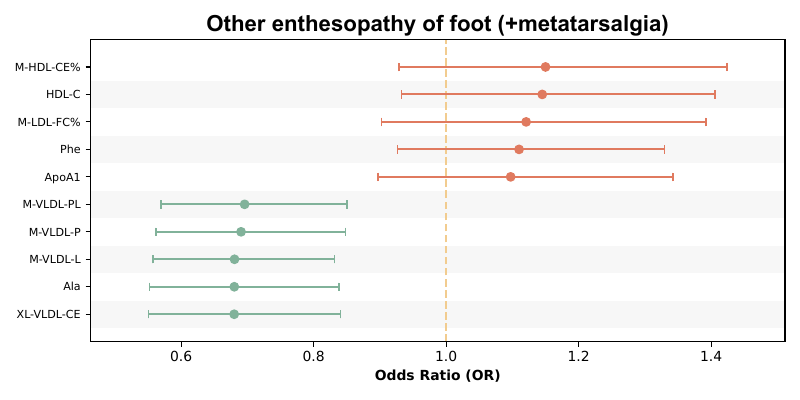 Other enthesopathy of foot (+metatarsalgia)
M-HDL-CE%
HDL-C
M-LDL-FC%
Phe
ApoA1
M-VLDL-PL
M-VLDL-P
M-VLDL-L
Ala
XL-VLDL-CE
0.6 0.8 1.0 1.2 1.4
Odds Ratio (OR)